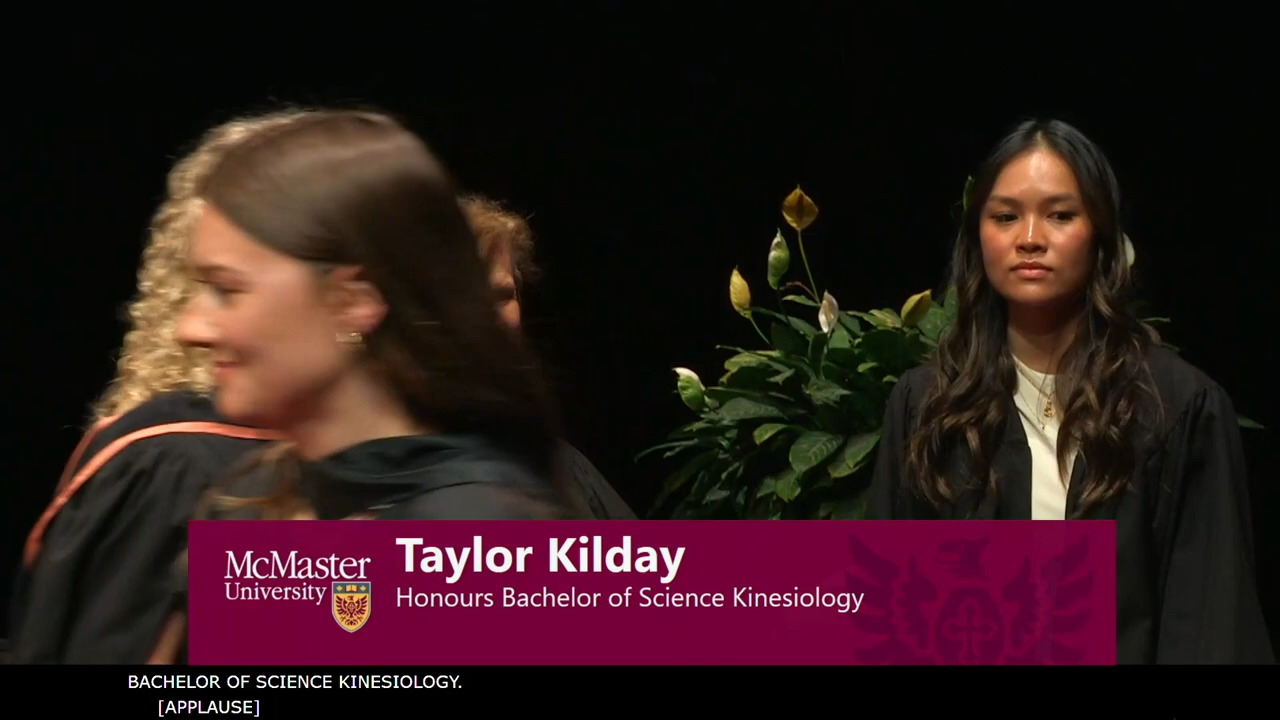 McMaster
University
Taylor Kilday
Honours Bachelor of Science Kinesiology
BACHELOR OF SCIENCE KINESIOLOGY.
[APPLAUSE]